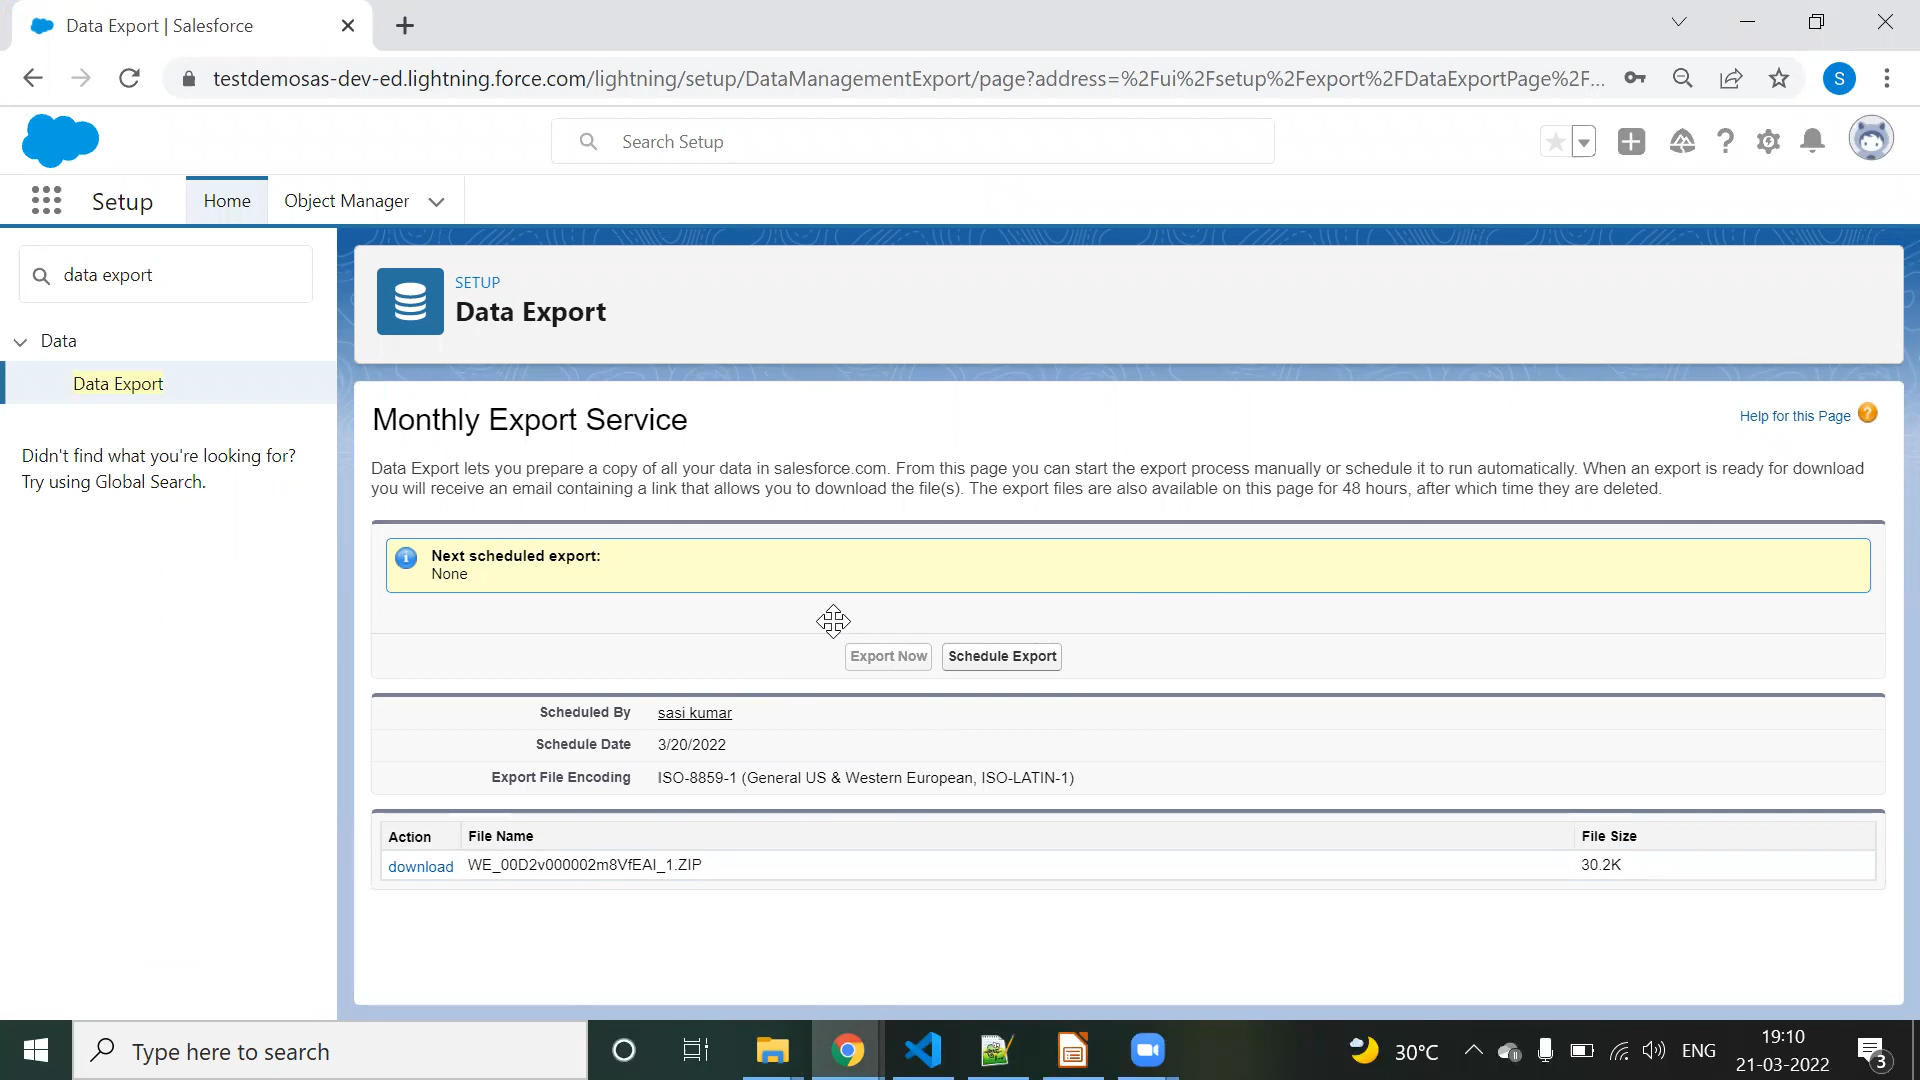 Data Export | Salesforce
testdemosas-dev-ed.lightning.force.com/lightning/setup/DataManagementExport/page?address=%2Fui%2Fsetup%2Fexport%2FDataExportPage%2F...
S
Search Setup
Setup
Home
Object Manager
data export
Data
Data Export
Didn't find what you're looking for?
Try using Global Search.
SETUP
Data Export
Monthly Export Service
Help for this Page ?
Data Export lets you prepare a copy of all your data in salesforce.com. From this page you can start the export process manually or schedule it to run automatically. When an export is ready for download
you will receive an email containing a link that allows you to download the file(s). The export files are also available on this page for 48 hours, after which time they are deleted.
Next scheduled export:
None
Export Now
Schedule Export
Scheduled By sasi kumar
Schedule Date 3/20/2022
Export File Encoding ISO-8859-1 (General US & Western European, ISO-LATIN-1)
Action File Name File Size
download WE_00D2v000002m8VfEAI_1.ZIP 30.2K
Type here to search
30°C
ENG
19:10
21-03-2022
3